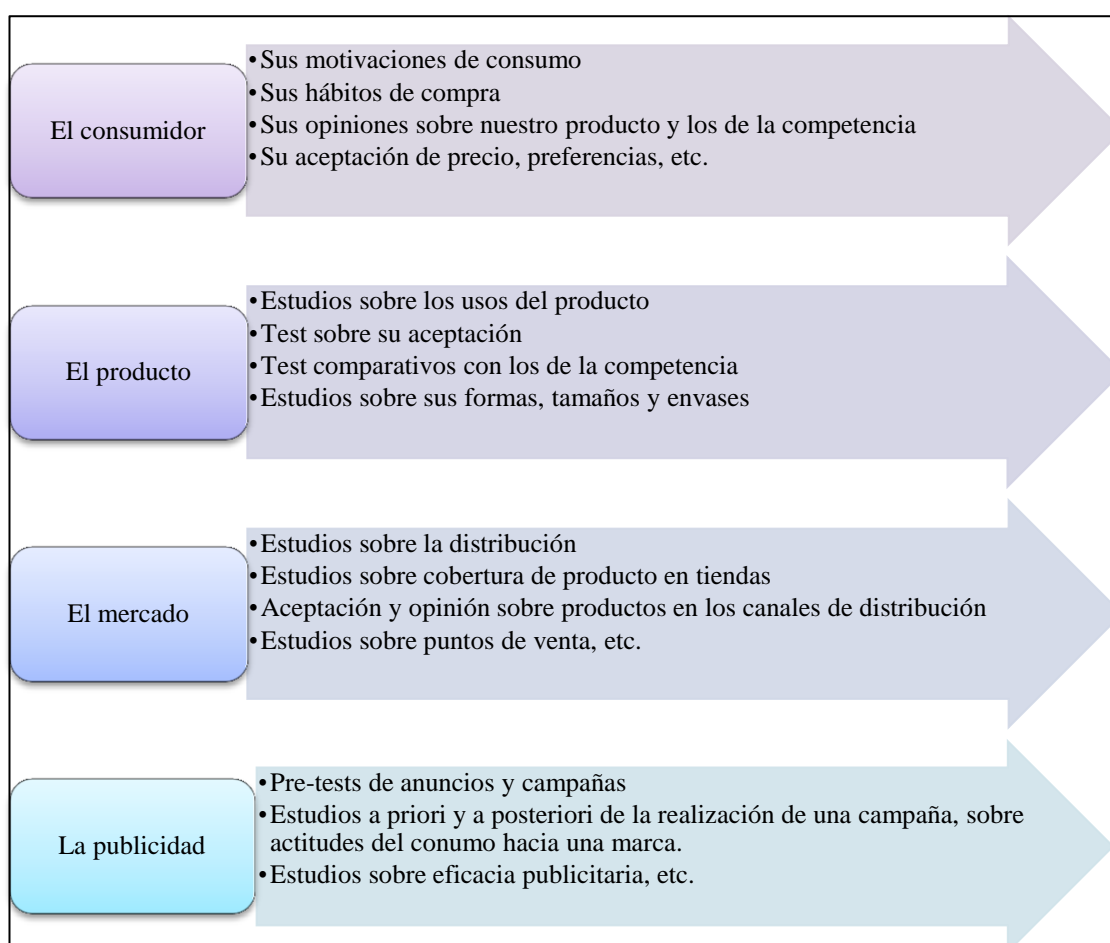 El consumidor
•Sus motivaciones de consumo
•Sus hábitos de compra
•Sus opiniones sobre nuestro producto y los de la competencia
•Su aceptación de precio, preferencias, etc.
El producto
•Estudios sobre los usos del producto
•Test sobre su aceptación
•Test comparativos con los de la competencia
•Estudios sobre sus formas, tamaños y envases
El mercado
•Estudios sobre la distribución
•Estudios sobre cobertura de producto en tiendas
•Aceptación y opinión sobre productos en los canales de distribución
•Estudios sobre puntos de venta, etc.
La publicidad
•Pre-tests de anuncios y campañas
•Estudios a priori y a posteriori de la realización de una campaña, sobre
actitudes del conumo hacia una marca.
•Estudios sobre eficacia publicitaria, etc.